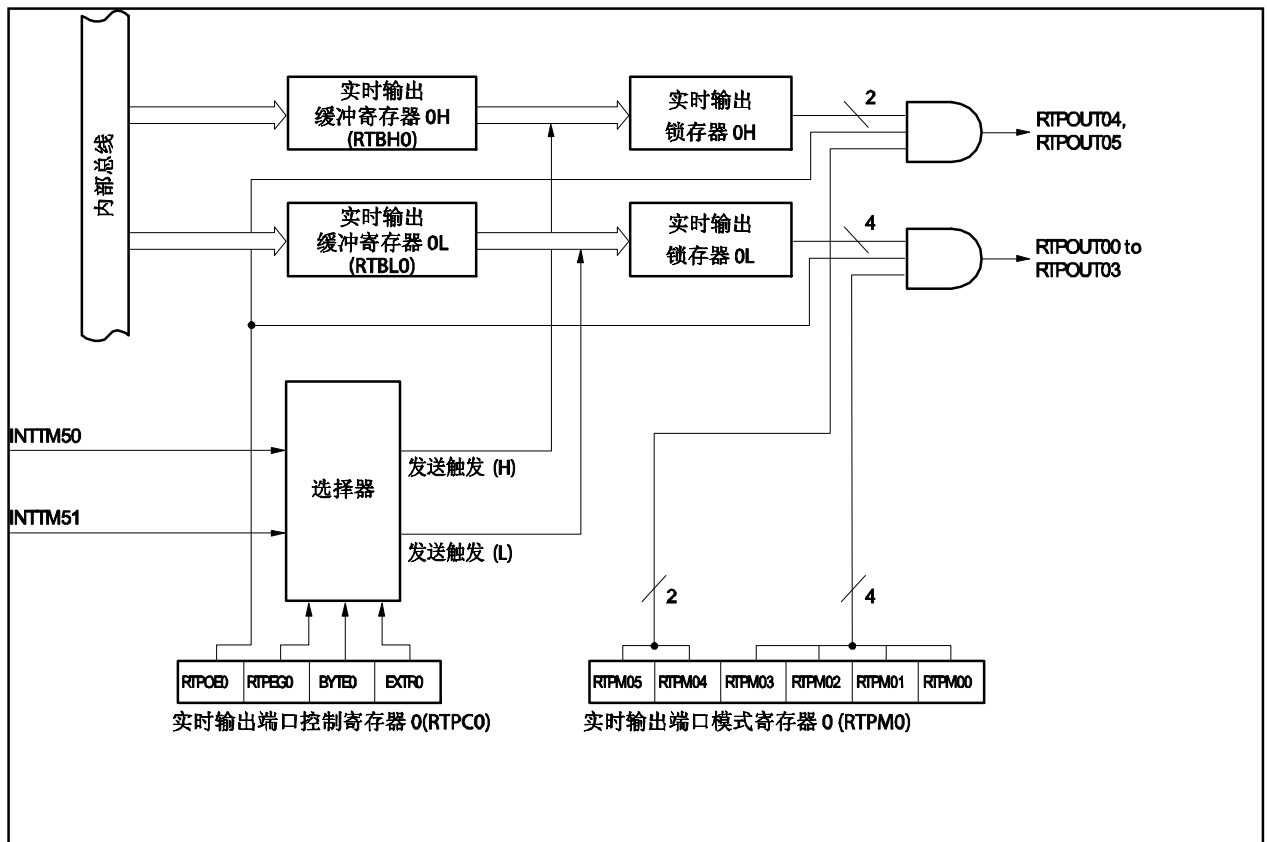 内部总线
实时输出
缓冲寄存器 0H
(RTBH0)
实时输出
锁存器 0H
2
RTPOUT04,
RTPOUT05
实时输出
缓冲寄存器 0L
(RTBL0)
实时输出
锁存器 0L
4
RTPOUT00 to
RTPOUT03
INTTM50
INTTM51
选择器
发送触发 (H)
发送触发 (L)
2
4
RTPOE0 RTPEG0 BYTE0 EXTR0
实时输出端口控制寄存器 0(RTPC0)
RTPM05 RTPM04 RTPM03 RTPM02 RTPM01 RTPM00
实时输出端口模式寄存器 0 (RTPM0)